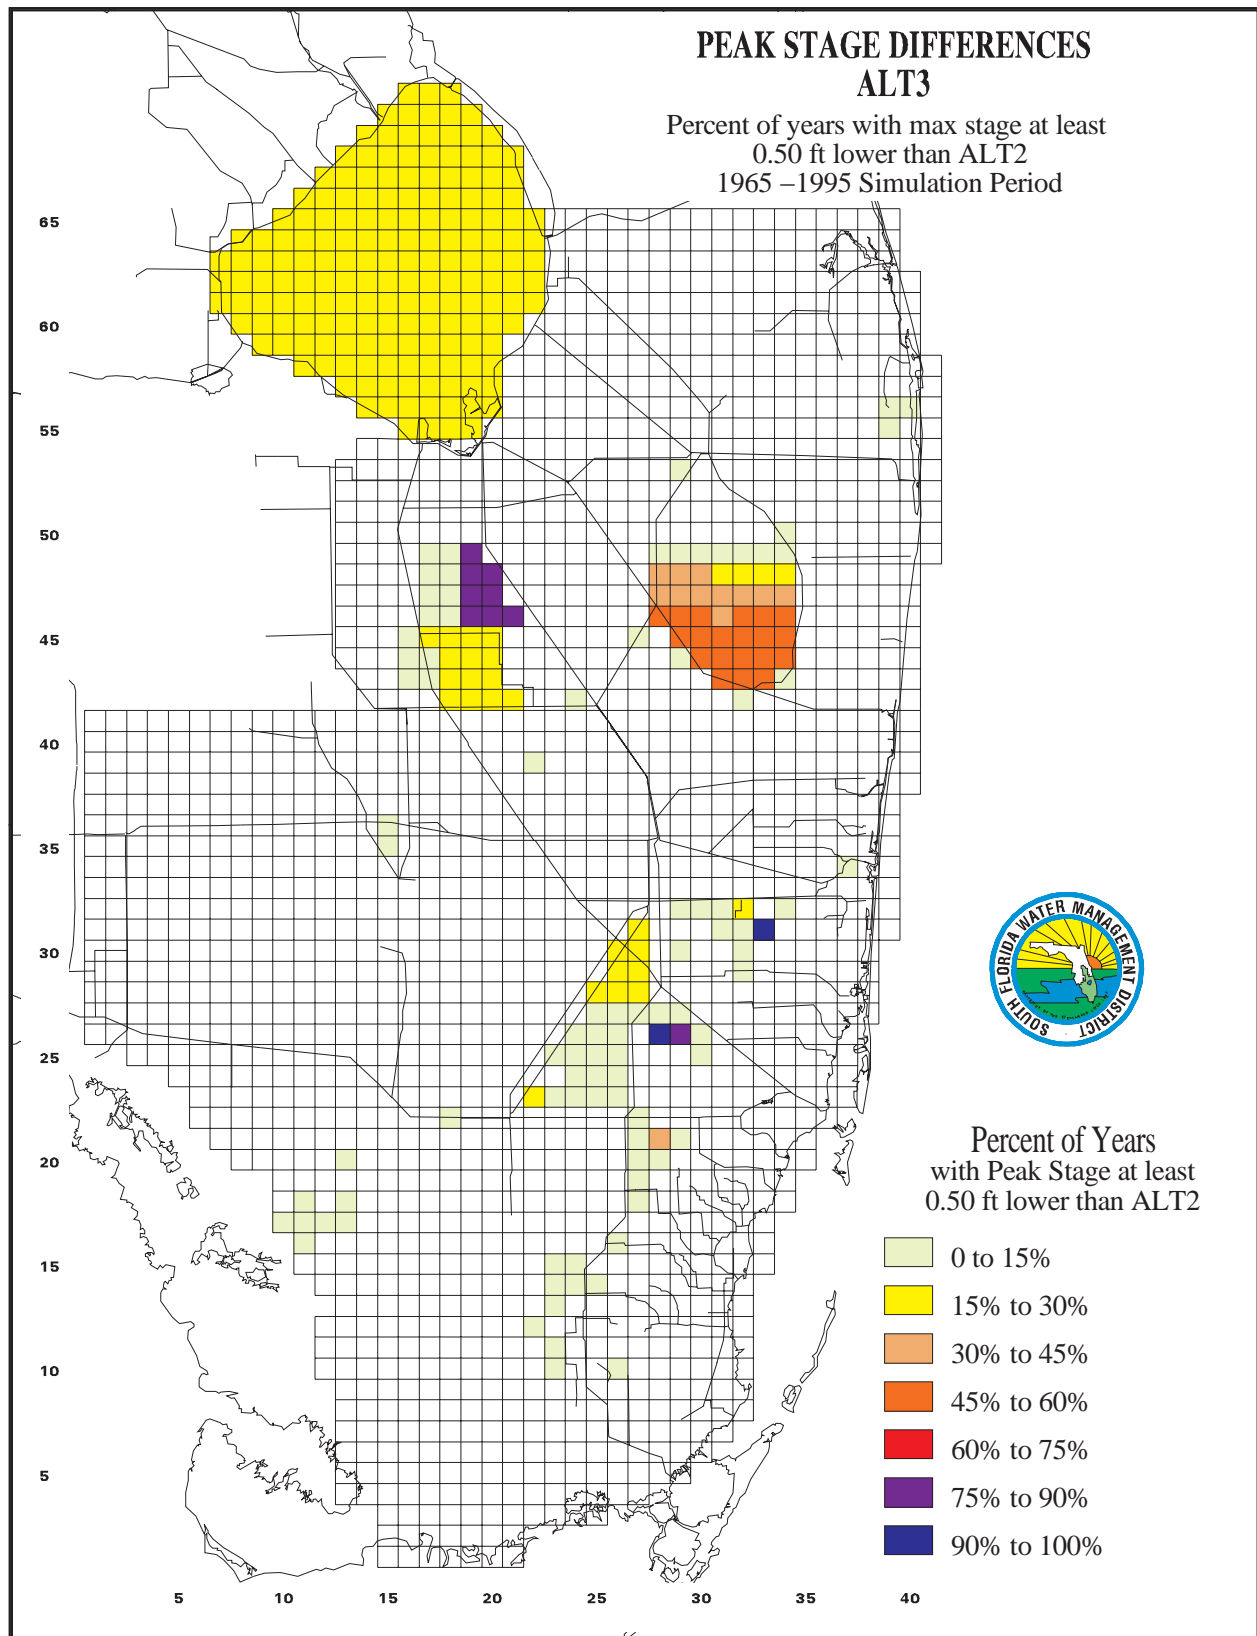 PEAK STAGE DIFFERENCES
ALT3
Percent of years with max stage at least
0.50 ft lower than ALT2
1965 –1995 Simulation Period
65
60
55
50
45
40
35
30
25
20
15
10
5
5 10 15 20 25 30 35 40
SOUTH FLORIDA WATER MANAGEMENT DISTRICT
Percent of Years
with Peak Stage at least
0.50 ft lower than ALT2
0 to 15%
15% to 30%
30% to 45%
45% to 60%
60% to 75%
75% to 90%
90% to 100%